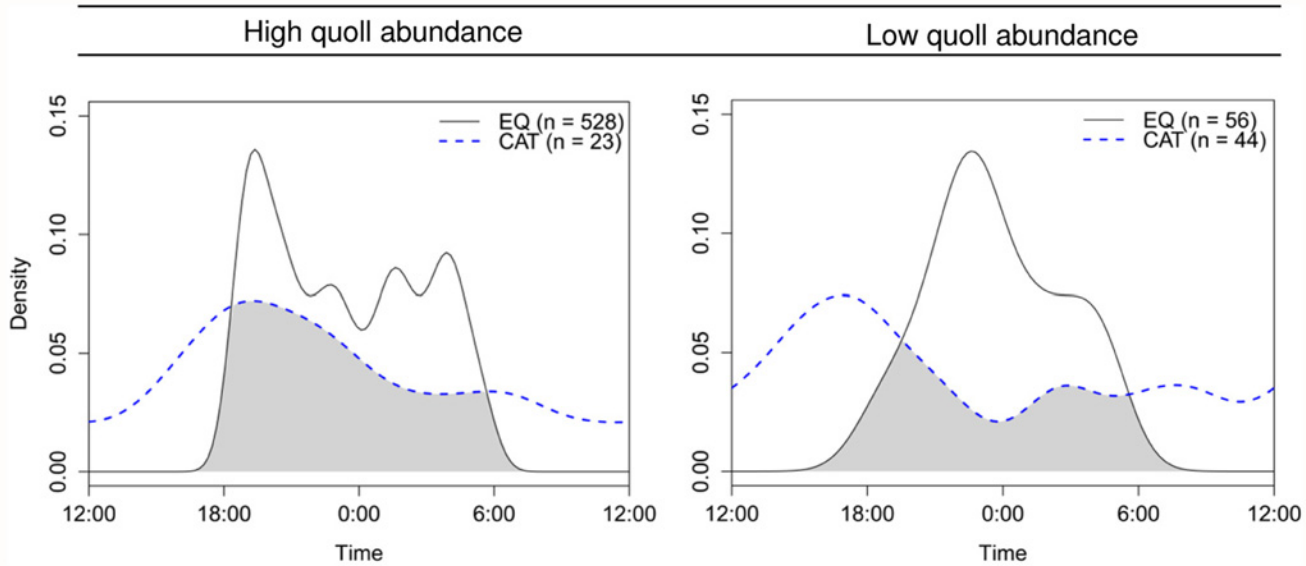 High quoll abundance
Low quoll abundance
Density
0.15
0.10
0.05
0.00
EQ (n = 528)
CAT (n = 23)
12:00 18:00 0:00 6:00 12:00
Time
0.15
0.10
0.05
0.00
EQ (n = 56)
CAT (n = 44)
12:00 18:00 0:00 6:00 12:00
Time